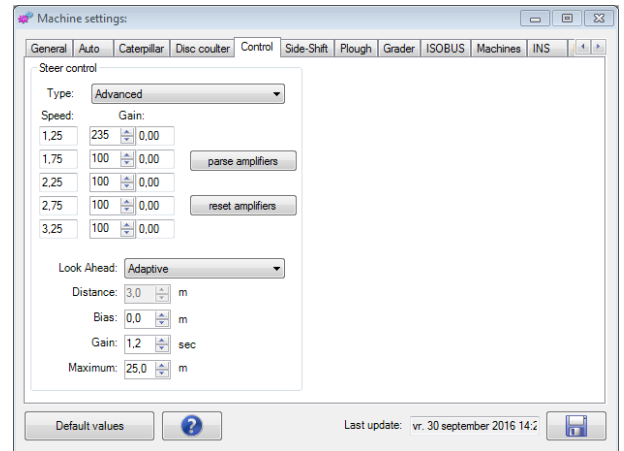 Machine settings:
General Auto Caterpillar Disc coulter Control Side-Shift Plough Grader ISOBUS Machines INS
Steer control
Type: Advanced
Speed: Gain:
1,25 235 0,00
1,75 100 0,00 parse amplifiers
2,25 100 0,00
2,75 100 0,00 reset amplifiers
3,25 100 0,00
Look Ahead: Adaptive
Distance: 3,0 m
Bias: 0,0 m
Gain: 1,2 sec
Maximum: 25,0 m
Default values ? Last update: vr. 30 september 2016 14:2